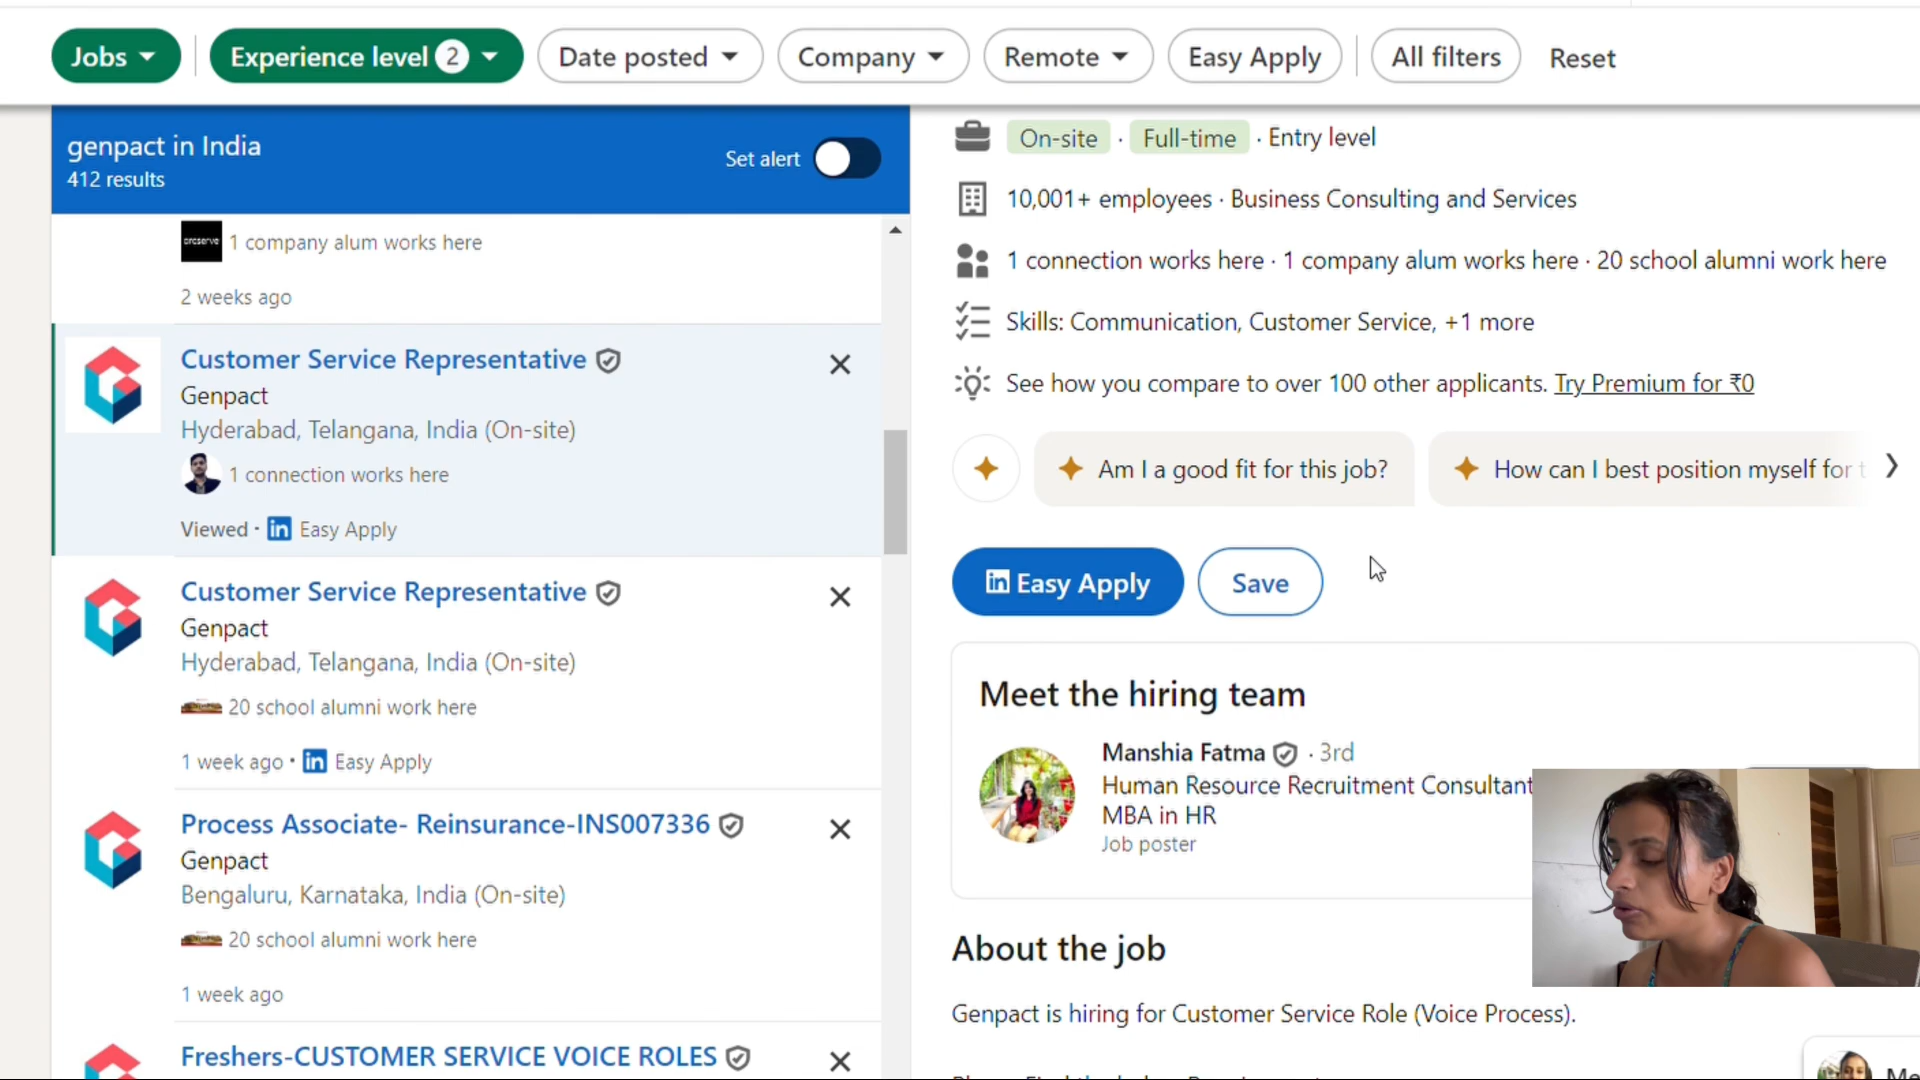 Jobs
Experience level 2
Date posted
Company
Remote
Easy Apply
All filters
Reset
genpact in India
412 results
Set alert
arcserve 1 company alum works here
2 weeks ago
Customer Service Representative
Genpact
Hyderabad, Telangana, India (On-site)
1 connection works here
Viewed · in Easy Apply
Customer Service Representative
Genpact
Hyderabad, Telangana, India (On-site)
20 school alumni work here
1 week ago • in Easy Apply
Process Associate- Reinsurance-INS007336
Genpact
Bengaluru, Karnataka, India (On-site)
20 school alumni work here
1 week ago
Freshers-CUSTOMER SERVICE VOICE ROLES
On-site · Full-time · Entry level
10,001+ employees · Business Consulting and Services
1 connection works here · 1 company alum works here · 20 school alumni work here
Skills: Communication, Customer Service, +1 more
See how you compare to over 100 other applicants. Try Premium for ₹0
Am I a good fit for this job?
How can I best position myself for t
in Easy Apply
Save
Meet the hiring team
Manshia Fatma · 3rd
Human Resource Recruitment Consultant
MBA in HR
Job poster
About the job
Genpact is hiring for Customer Service Role (Voice Process).
Me